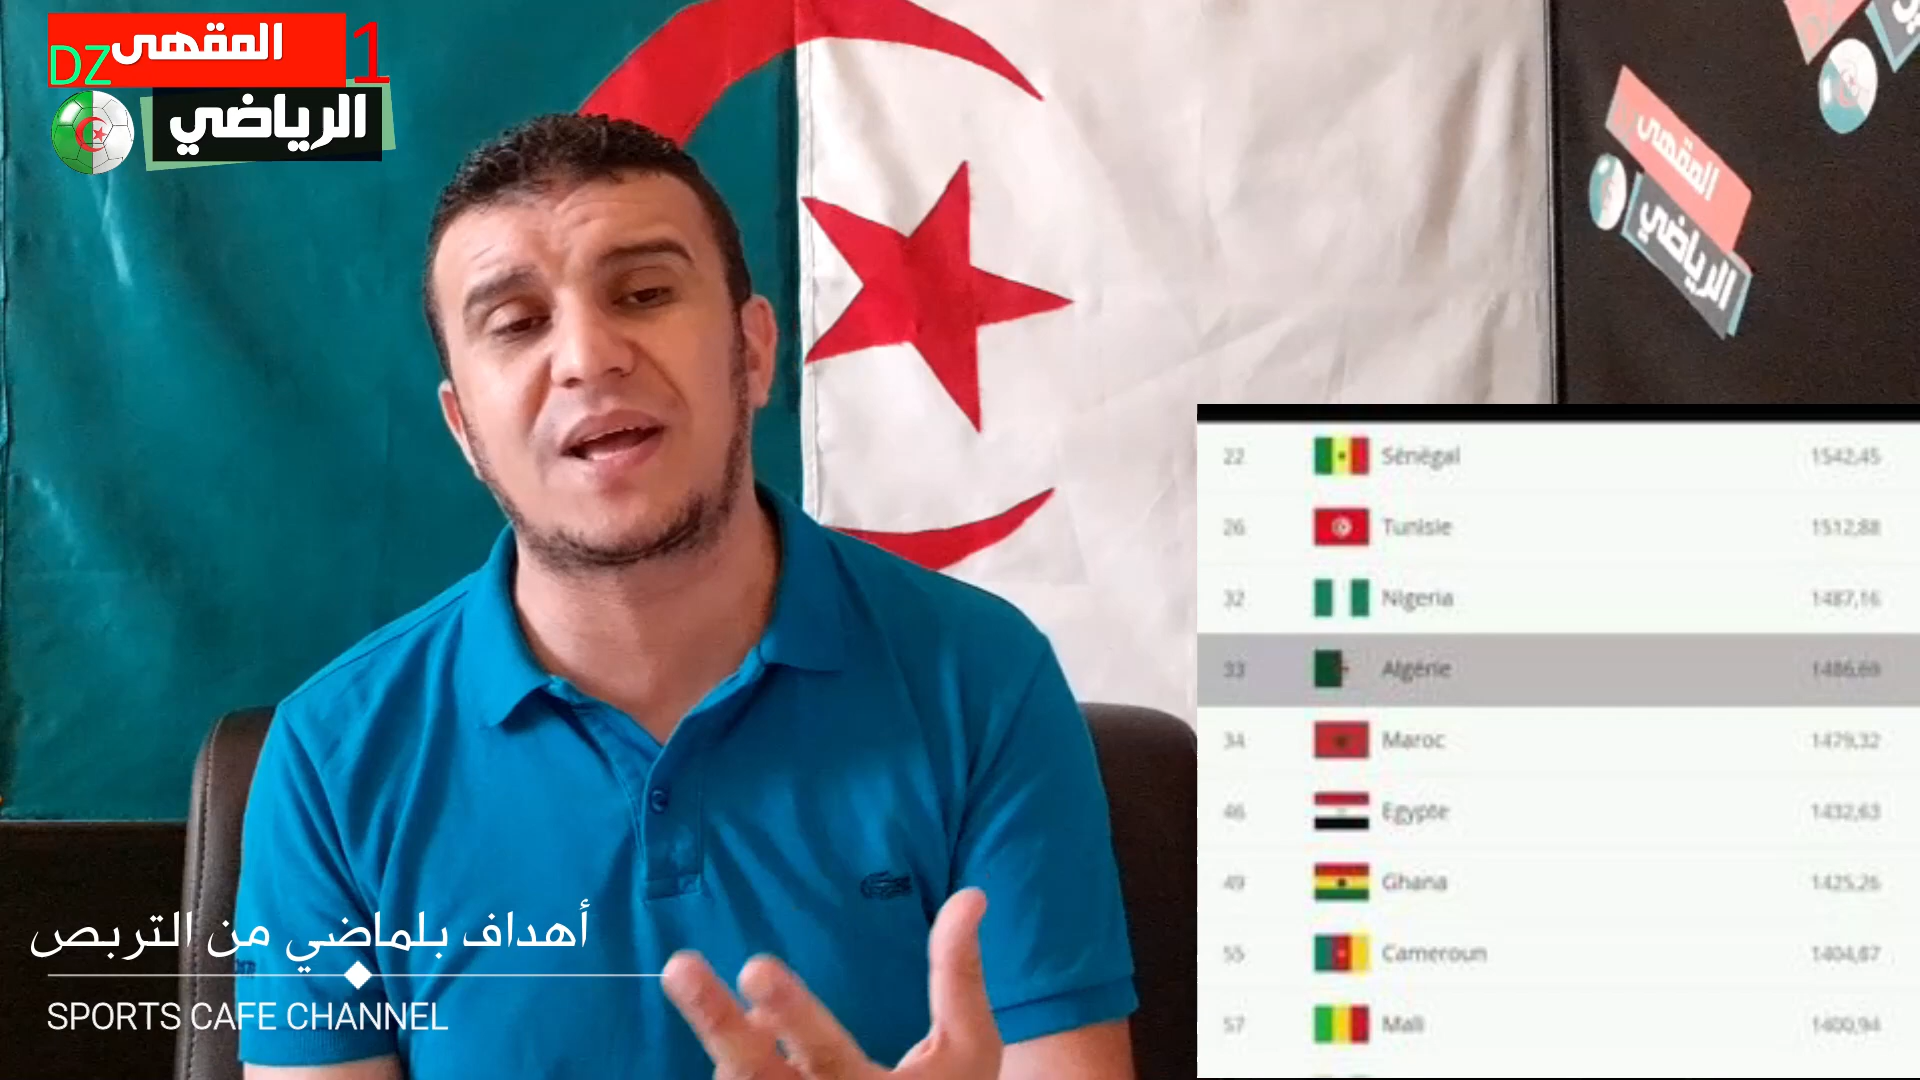 المقهى
DZ 1
الرياضي
المقهى
الرياضي
22 Sénégal 1542,45
26 Tunisie 1512,88
32 Nigeria 1487,16
33 Algérie 1486,69
34 Maroc 1479,32
46 Egypte 1432,63
49 Ghana 1425,26
55 Cameroun 1404,87
57 Mali 1400,94
أهداف بلماضي من التربص
SPORTS CAFE CHANNEL